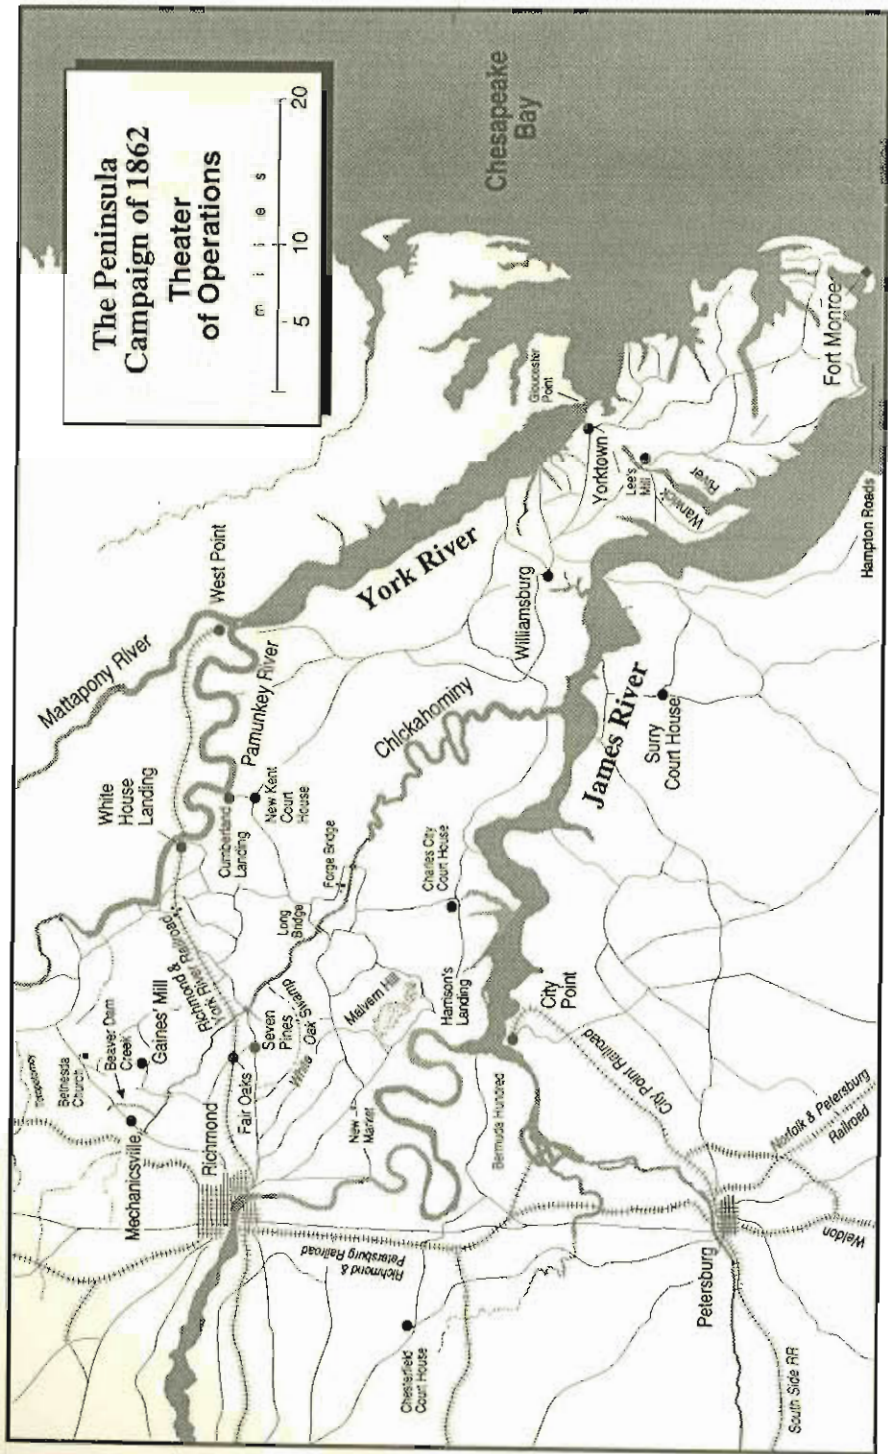 The Peninsula
Campaign of 1862
Theater
of Operations
miles
5 10 20
Chesapeake
Bay
Mattapony River
West Point
White
House
Landing
Pamunkey River
York River
Cumberland
Landing
New Kent
Court
House
Totopotomoy
Bethesda
Church
Beaver Dam
Creek
Gaines' Mill
Richmond &
York River Railroad
Mechanicsville
Richmond
Fair Oaks
Seven
Pines
White Oak Swamp
Long
Bridge
Forge Bridge
Chickahominy
Malvern Hill
New
Market
Charles City
Court House
Harrison's
Landing
Williamsburg
Gloucester
Point
Yorktown
Lee's
Mill
Warwick
River
Fort Monroe
Hampton Roads
James River
Surry
Court House
City
Point
Bermuda Hundred
City Point Railroad
Richmond &
Petersburg Railroad
Chesterfield
Court House
Petersburg
Norfolk & Petersburg
Railroad
Weldon
South Side RR